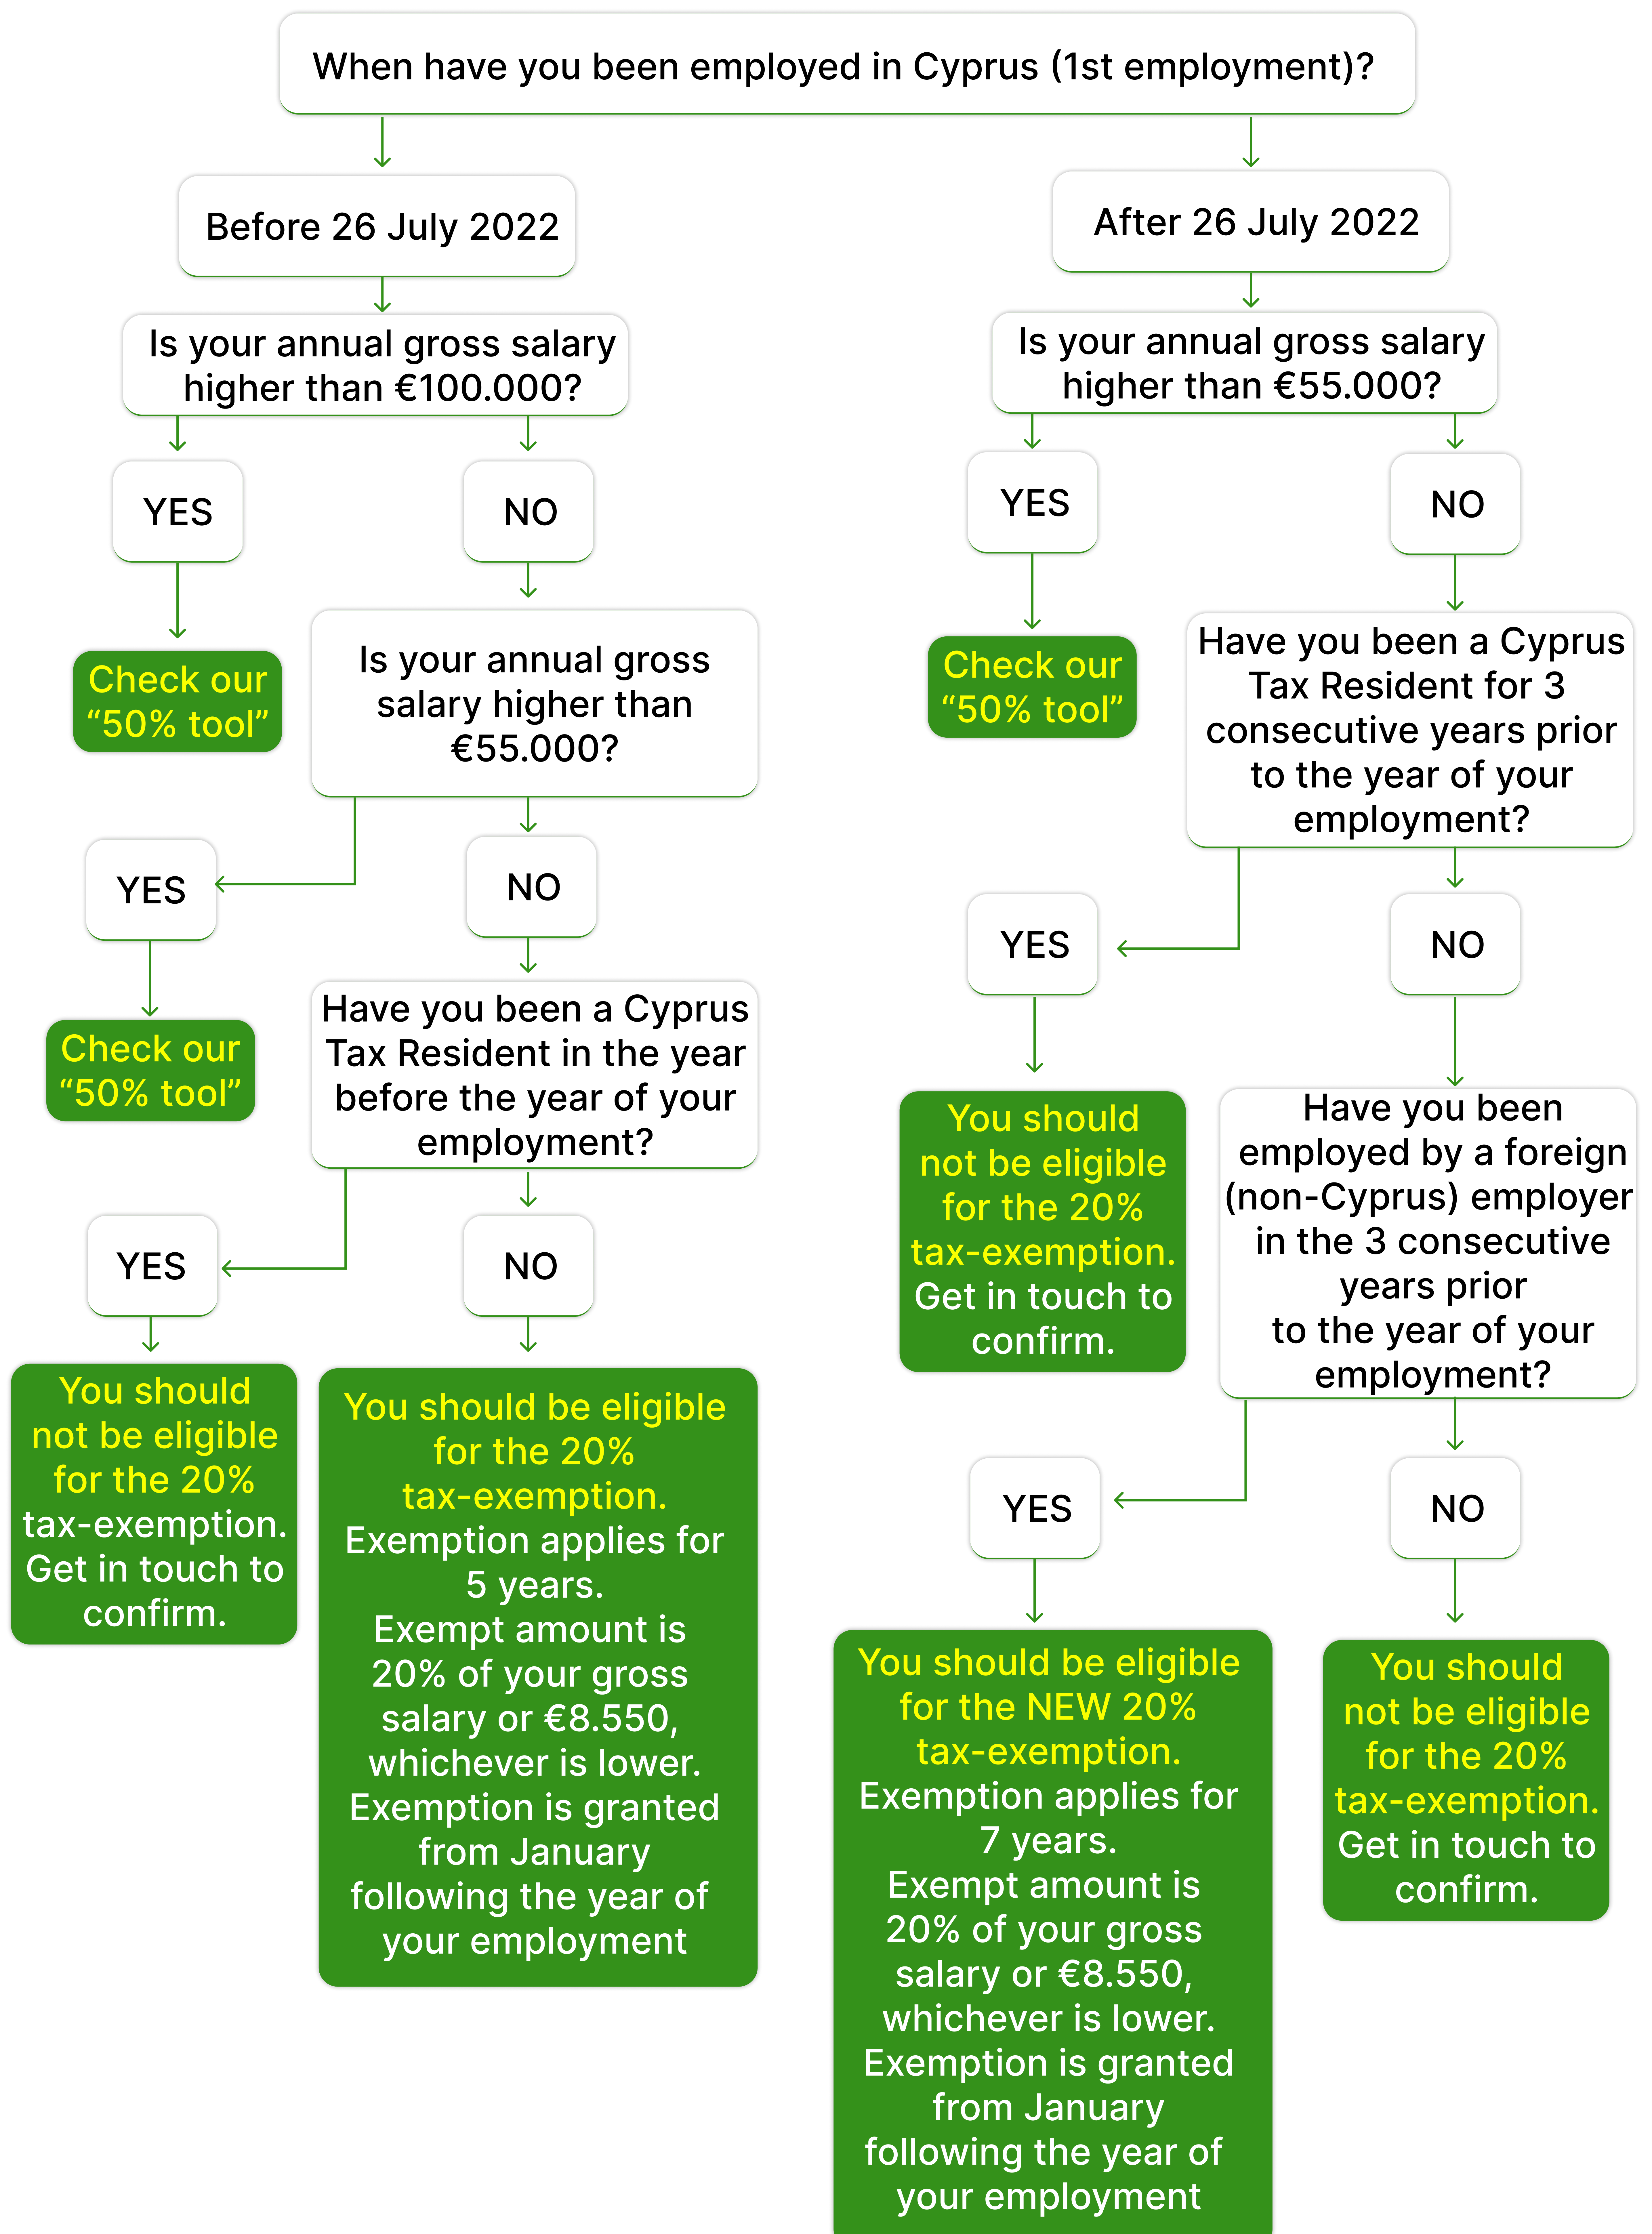 When have you been employed in Cyprus (1st employment)?
Before 26 July 2022
Is your annual gross salary
higher than €100.000?
YES
NO
Check our
“50% tool”
Is your annual gross
salary higher than
€55.000?
YES
NO
Check our
“50% tool”
Have you been a Cyprus
Tax Resident in the year
before the year of your
employment?
YES
NO
You should
not be eligible
for the 20%
tax-exemption.
Get in touch to
confirm.
You should be eligible
for the 20%
tax-exemption.
Exemption applies for
5 years.
Exempt amount is
20% of your gross
salary or €8.550,
whichever is lower.
Exemption is granted
from January
following the year of
your employment
After 26 July 2022
Is your annual gross salary
higher than €55.000?
YES
NO
Check our
“50% tool”
Have you been a Cyprus
Tax Resident for 3
consecutive years prior
to the year of your
employment?
YES
NO
You should
not be eligible
for the 20%
tax-exemption.
Get in touch to
confirm.
Have you been
employed by a foreign
(non-Cyprus) employer
in the 3 consecutive
years prior
to the year of your
employment?
YES
NO
You should be eligible
for the NEW 20%
tax-exemption.
Exemption applies for
7 years.
Exempt amount is
20% of your gross
salary or €8.550,
whichever is lower.
Exemption is granted
from January
following the year of
your employment
You should
not be eligible
for the 20%
tax-exemption.
Get in touch to
confirm.